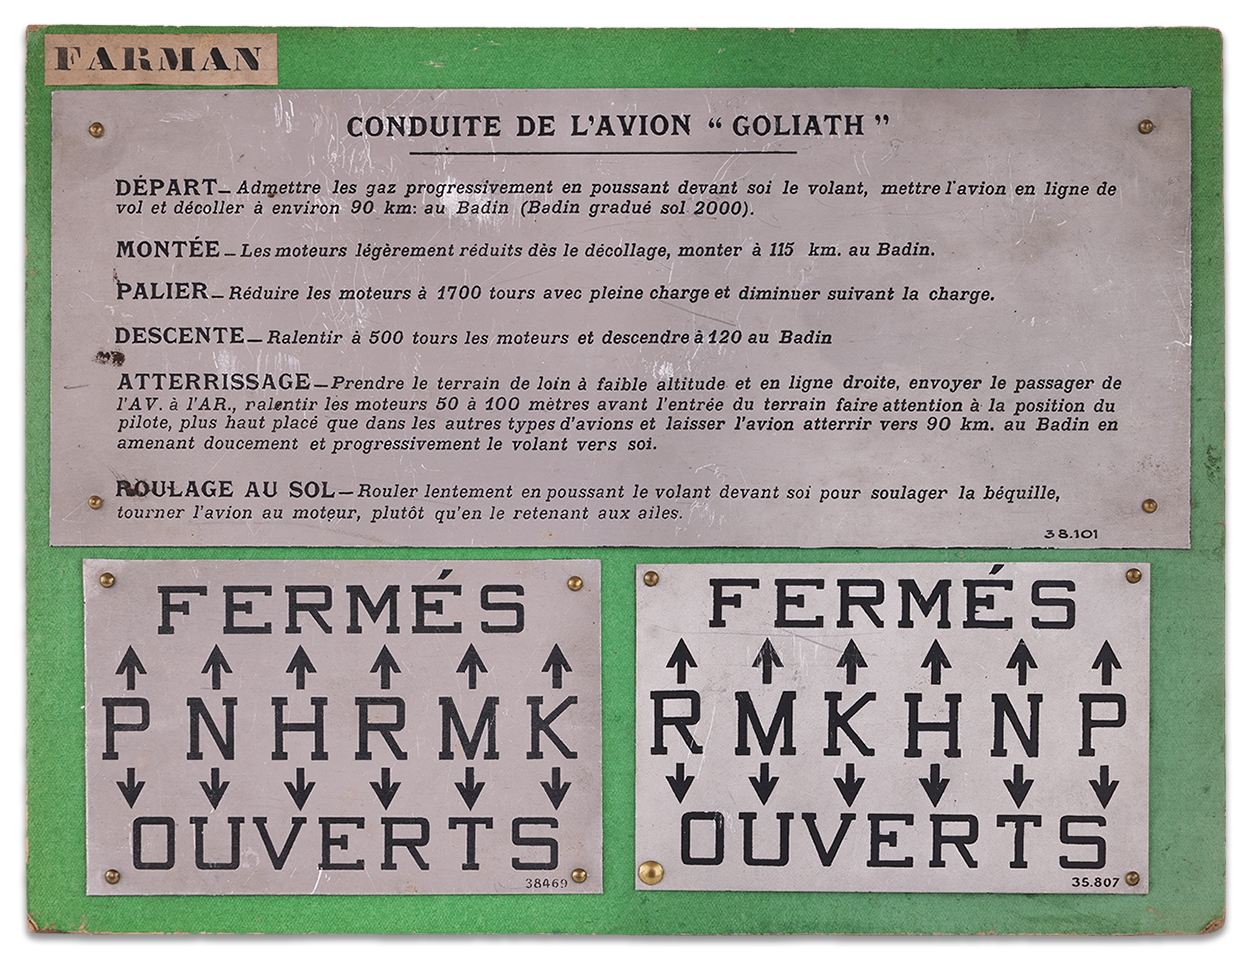 FARMAN
CONDUITE DE L'AVION “ GOLIATH ”
DÉPART_ Admettre les gaz progressivement en poussant devant soi le volant, mettre l'avion en ligne de
vol et décoller à environ 90 km: au Badin (Badin gradué sol 2000).
MONTÉE _ Les moteurs légèrement réduits dès le décollage, monter à 115 km. au Badin.
PALIER_ Réduire les moteurs à 1700 tours avec pleine charge et diminuer suivant la charge.
DESCENTE_ Ralentir à 500 tours les moteurs et descendre à 120 au Badin
ATTERRISSAGE_ Prendre le terrain de loin à faible altitude et en ligne droite, envoyer le passager de
l'AV. à l'AR., ralentir les moteurs 50 à 100 mètres avant l'entrée du terrain faire attention à la position du
pilote, plus haut placé que dans les autres types d'avions et laisser l'avion atterrir vers 90 km. au Badin en
amenant doucement et progressivement le volant vers soi.
ROULAGE AU SOL_ Rouler lentement en poussant le volant devant soi pour soulager la béquille,
tourner l'avion au moteur, plutôt qu'en le retenant aux ailes.
38.101
FERMÉS
P N H R M K
OUVERTS
38469
FERMÉS
R M K H N P
OUVERTS
35.807